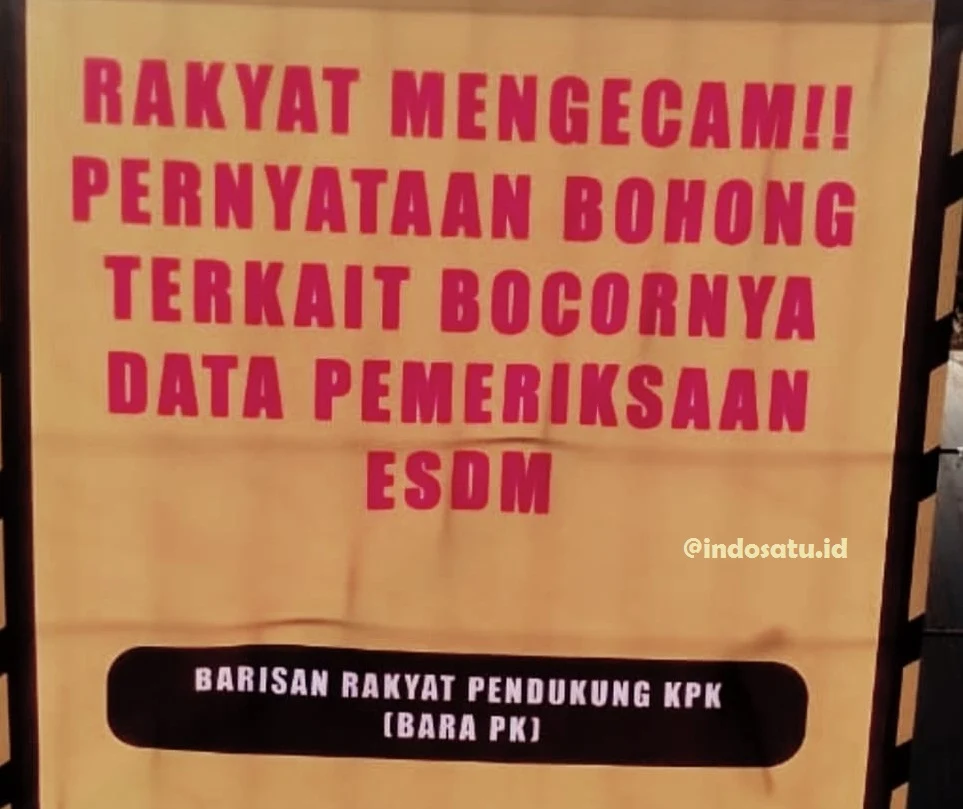 RAKYAT MENGECAM!!
PERNYATAAN BOHONG
TERKAIT BOCORNYA
DATA PEMERIKSAAN
ESDM
@indosatu.id
BARISAN RAKYAT PENDUKUNG KPK
(BARA PK)